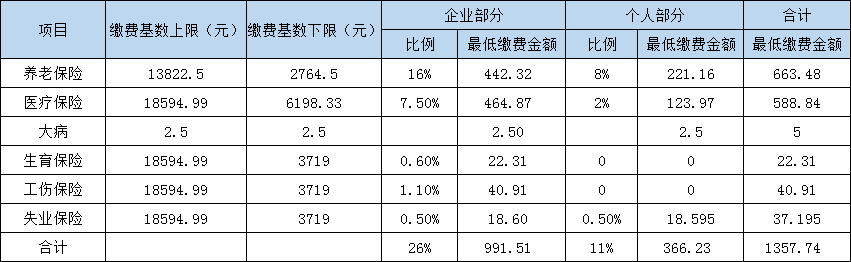 项目 缴费基数上限（元） 缴费基数下限（元） 企业部分 个人部分 合计
比例 最低缴费金额 比例 最低缴费金额 最低缴费金额
养老保险 13822.5 2764.5 16% 442.32 8% 221.16 663.48
医疗保险 18594.99 6198.33 7.50% 464.87 2% 123.97 588.84
大病 2.5 2.5 2.50 2.5 5
生育保险 18594.99 3719 0.60% 22.31 0 0 22.31
工伤保险 18594.99 3719 1.10% 40.91 0 0 40.91
失业保险 18594.99 3719 0.50% 18.60 0.50% 18.595 37.195
合计 26% 991.51 11% 366.23 1357.74